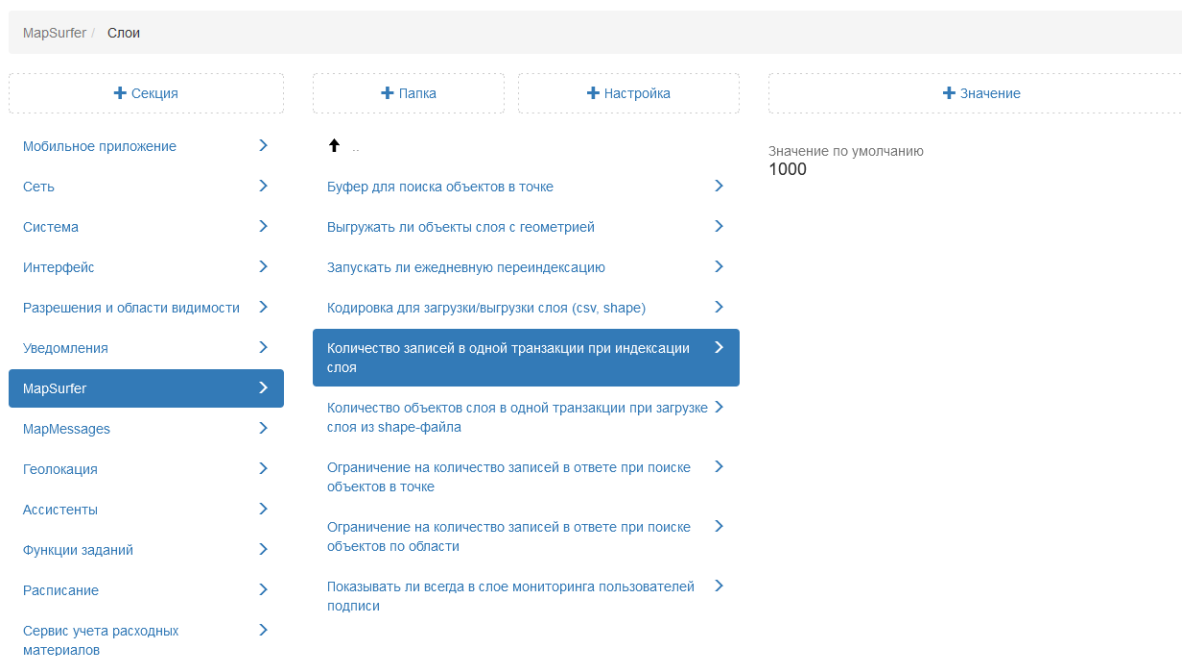 MapSurfer / Слои
+ Секция
+ Папка
+ Настройка
+ Значение
Мобильное приложение
Сеть
Система
Интерфейс
Разрешения и области видимости
Уведомления
MapSurfer
MapMessages
Геолокация
Ассистенты
Функции заданий
Расписание
Сервис учета расходных
материалов
..
Буфер для поиска объектов в точке
Выгружать ли объекты слоя с геометрией
Запускать ли ежедневную переиндексацию
Кодировка для загрузки/выгрузки слоя (csv, shape)
Количество записей в одной транзакции при индексации
слоя
Количество объектов слоя в одной транзакции при загрузке
слоя из shape-файла
Ограничение на количество записей в ответе при поиске
объектов в точке
Ограничение на количество записей в ответе при поиске
объектов по области
Показывать ли всегда в слое мониторинга пользователей
подписи
Значение по умолчанию
1000